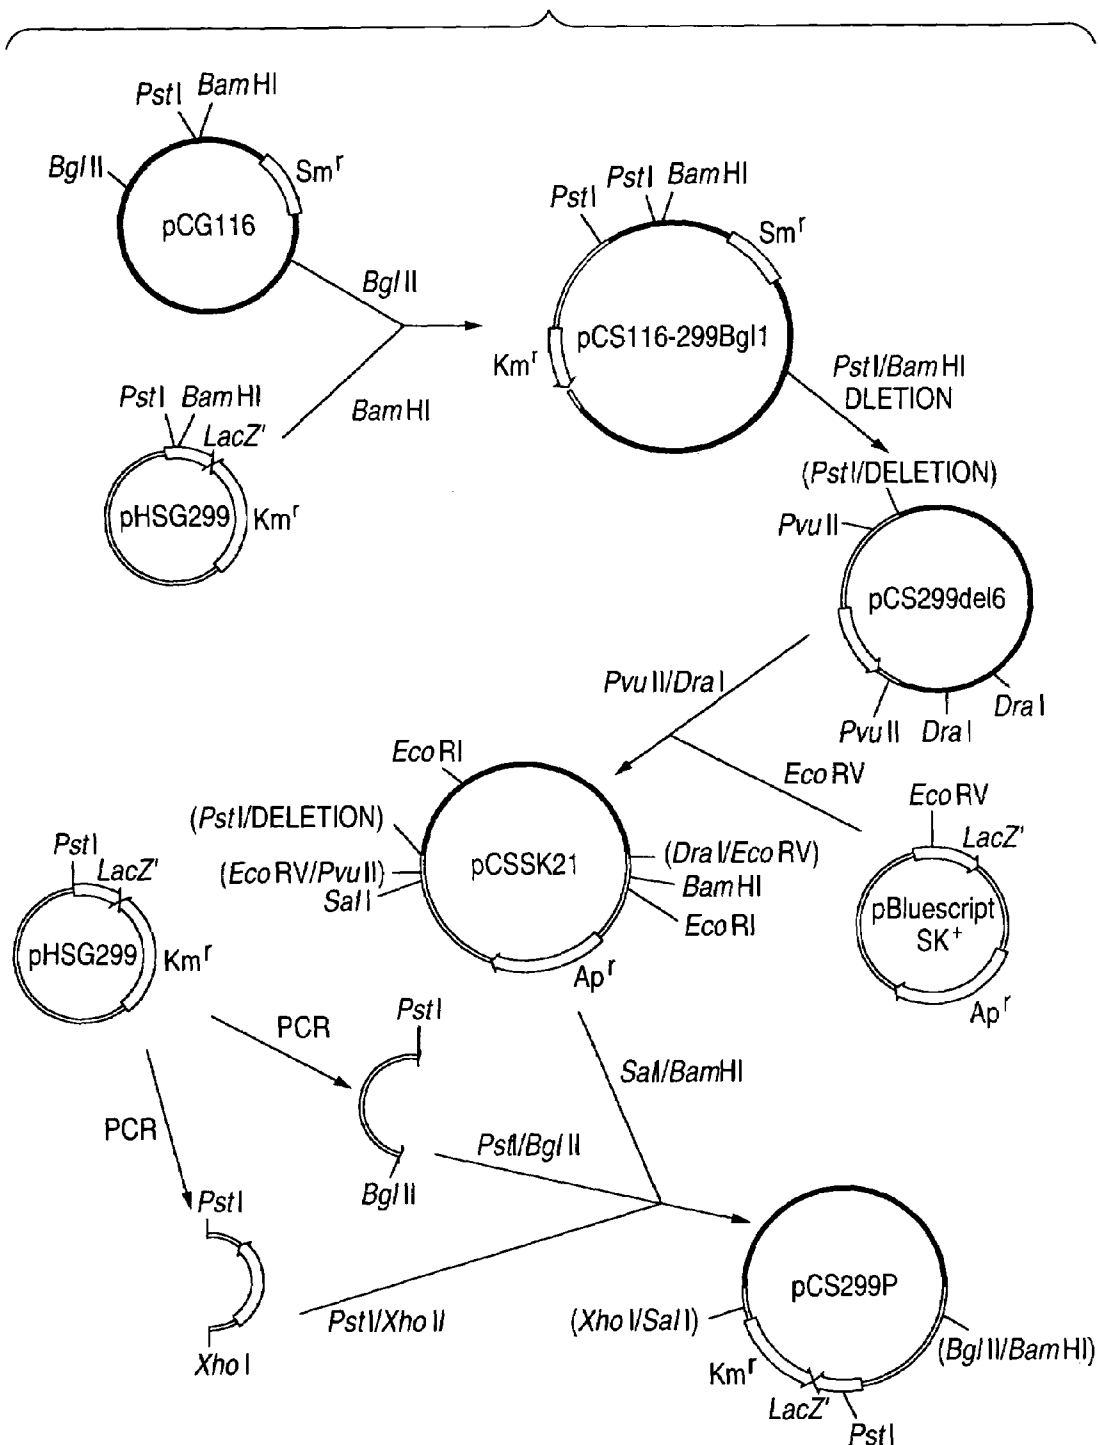 PstI
BamHI
BglII
Smr
pCG116
BglII
BamHI
PstI
BamHI
LacZ'
pHSG299
Kmr
PstI
PstI
BamHI
Smr
pCS116-299Bgl1
Kmr
PstI/BamHI
DLETION
(PstI/DELETION)
PvuII
pCS299del6
PvuII
DraI
DraI
PvuII/DraI
EcoRV
EcoRI
(PstI/DELETION)
(EcoRV/PvuII)
SalI
pCSSK21
(DraI/EcoRV)
BamHI
EcoRI
Apr
EcoRV
LacZ'
pBluescript
SK+
Apr
PstI
LacZ'
pHSG299
Kmr
PCR
PCR
PstI
BglII
SalI/BamHI
PstI/BglII
PstI
XhoI
PstI/XhoII
pCS299P
(XhoI/SalI)
(BglII/BamHI)
Kmr
LacZ'
PstI